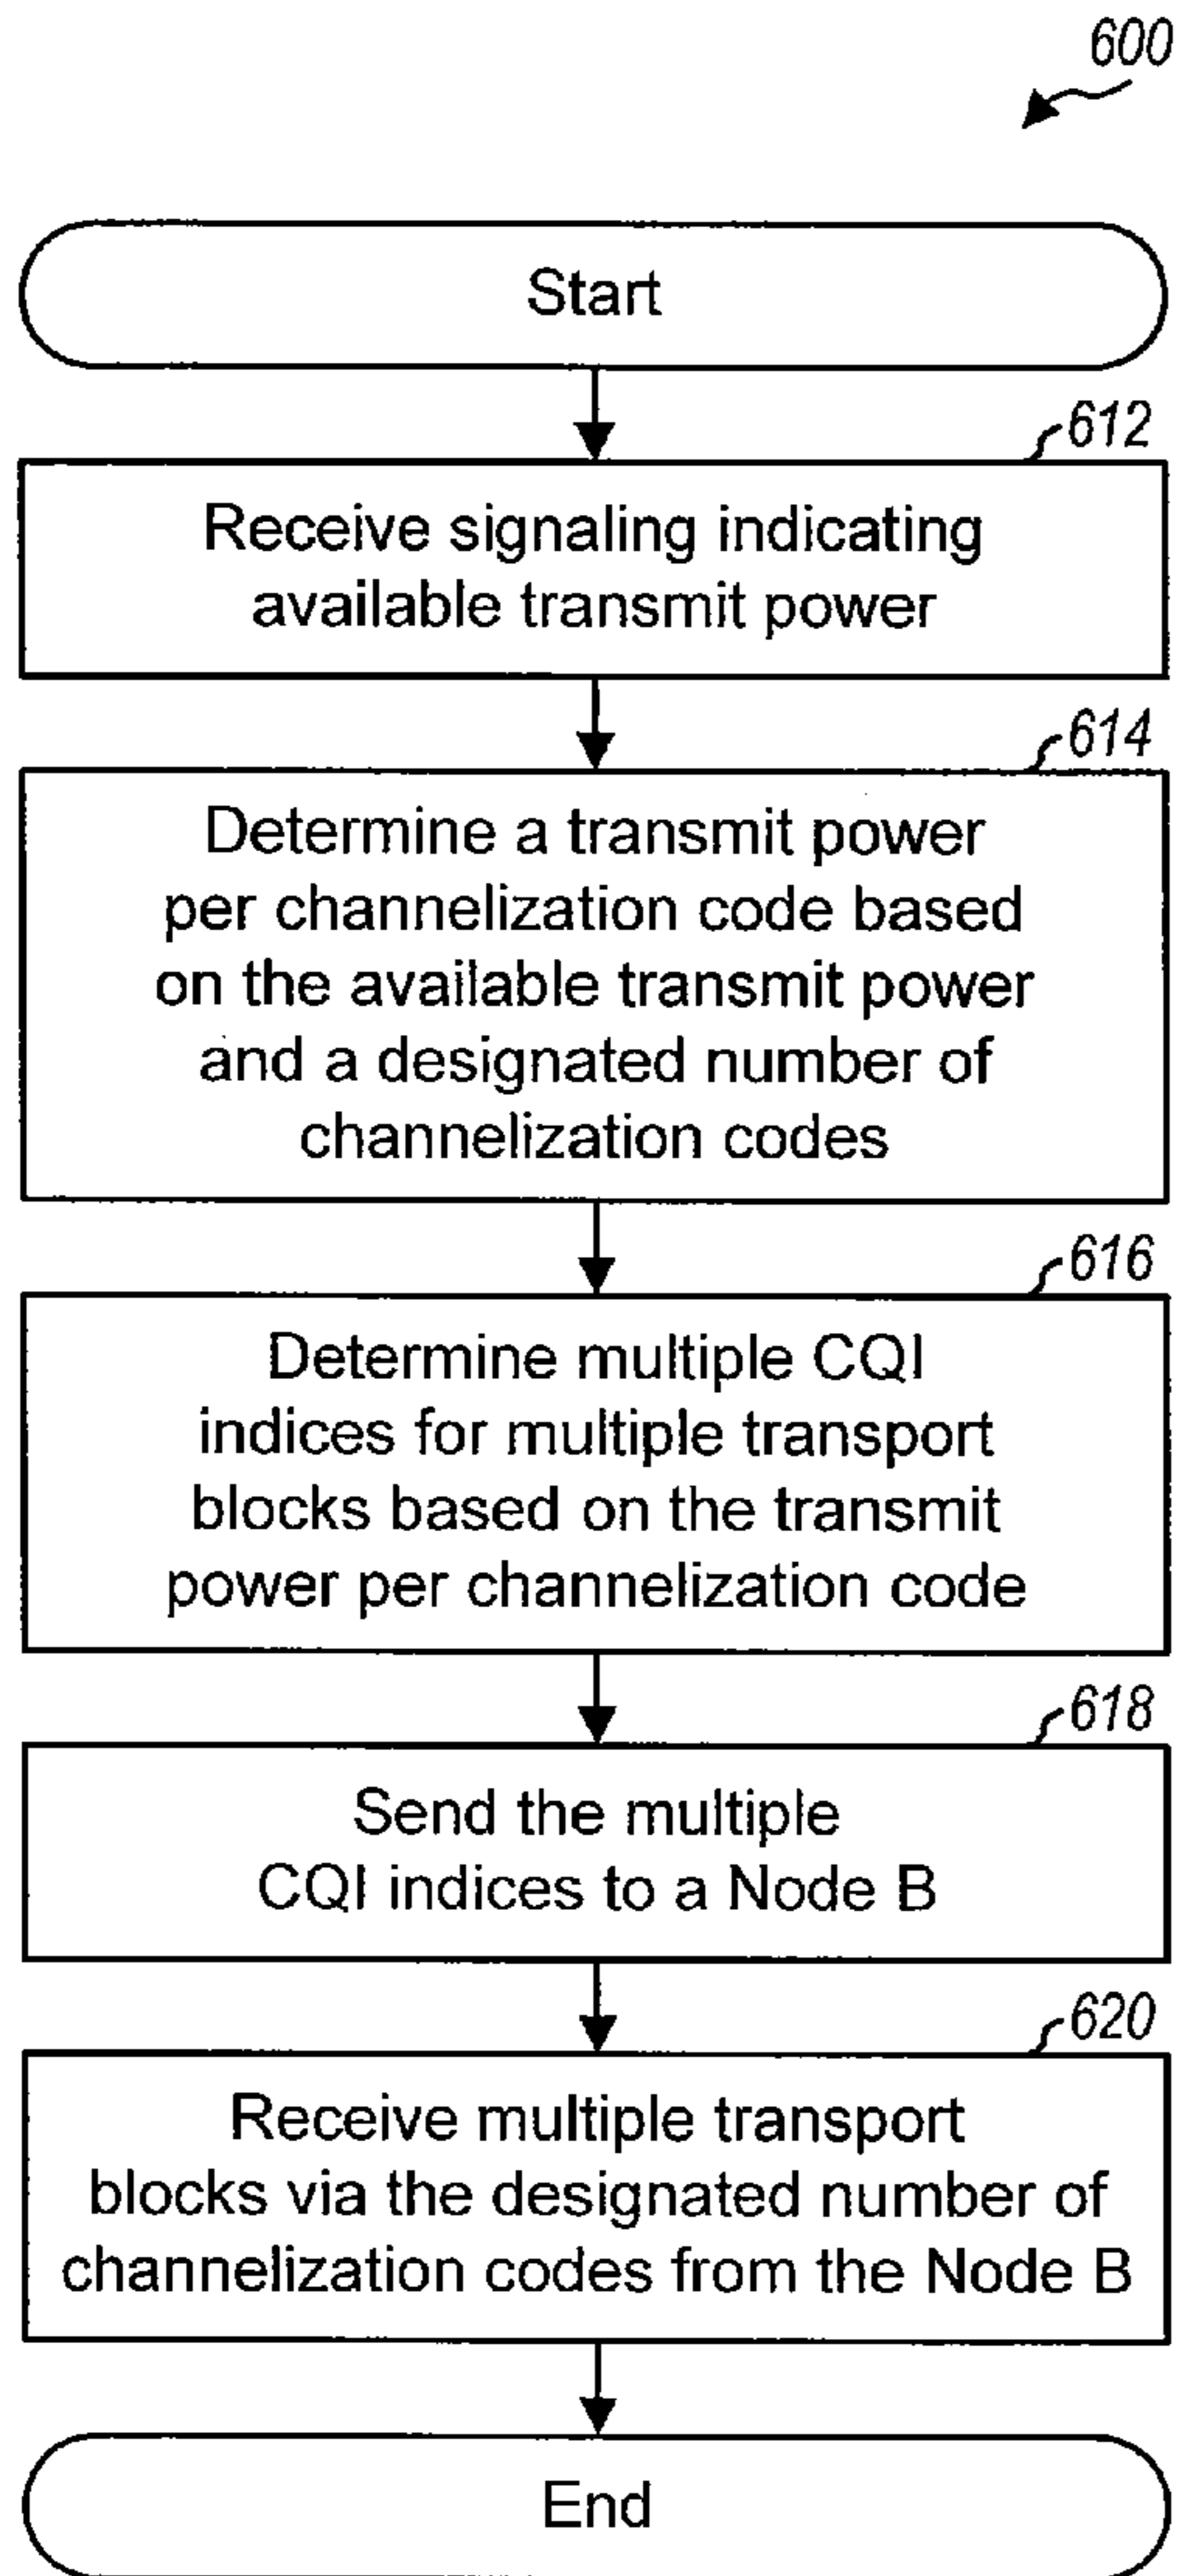 600
Start
612
Receive signaling indicating
available transmit power
614
Determine a transmit power
per channelization code based
on the available transmit power
and a designated number of
channelization codes
616
Determine multiple CQI
indices for multiple transport
blocks based on the transmit
power per channelization code
618
Send the multiple
CQI indices to a Node B
620
Receive multiple transport
blocks via the designated number of
channelization codes from the Node B
End